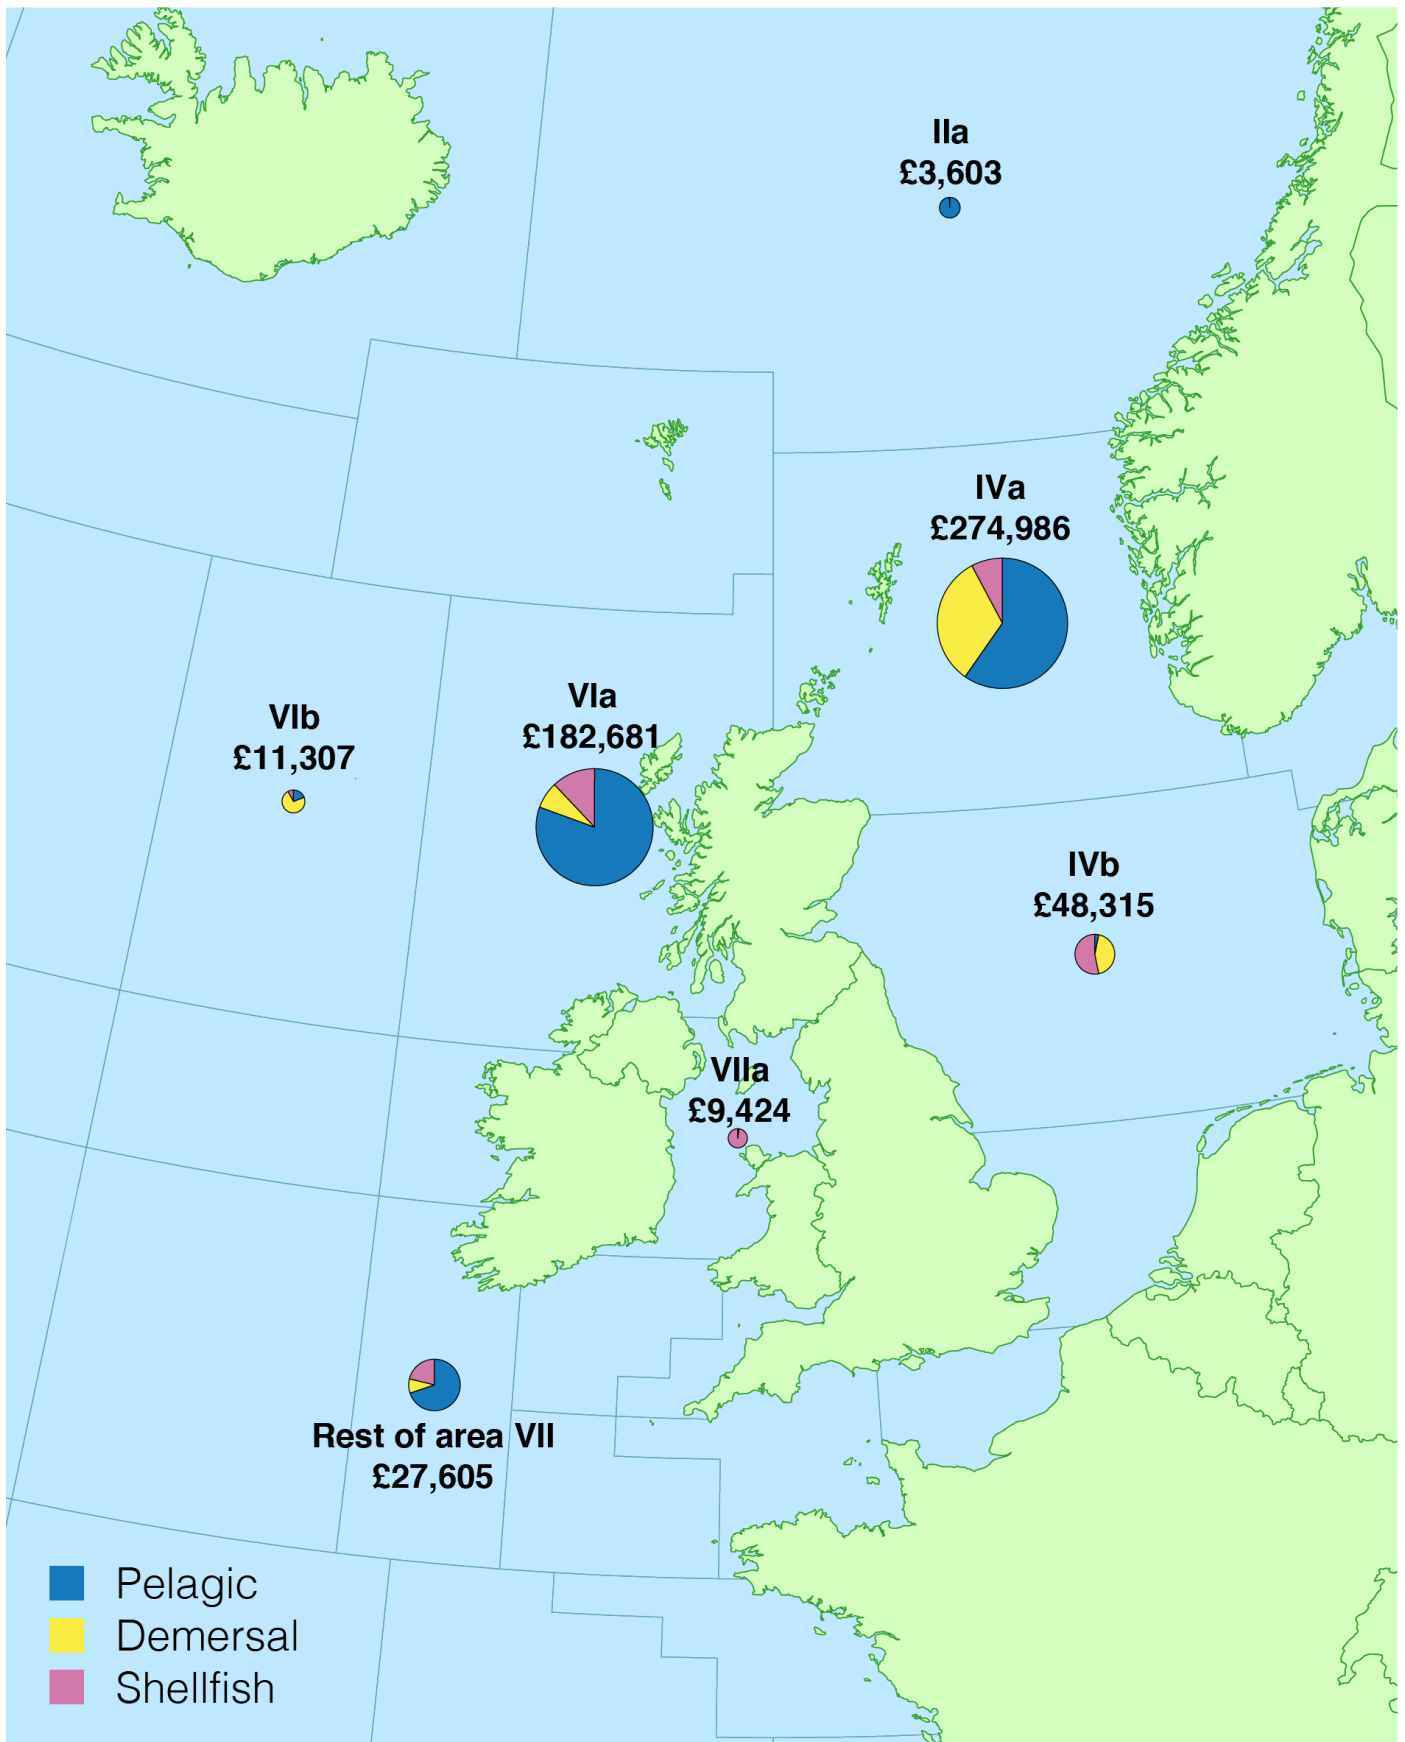 IIa
£3,603
IVa
£274,986
VIa
£182,681
VIb
£11,307
IVb
£48,315
VIIa
£9,424
Rest of area VII
£27,605
Pelagic
Demersal
Shellfish